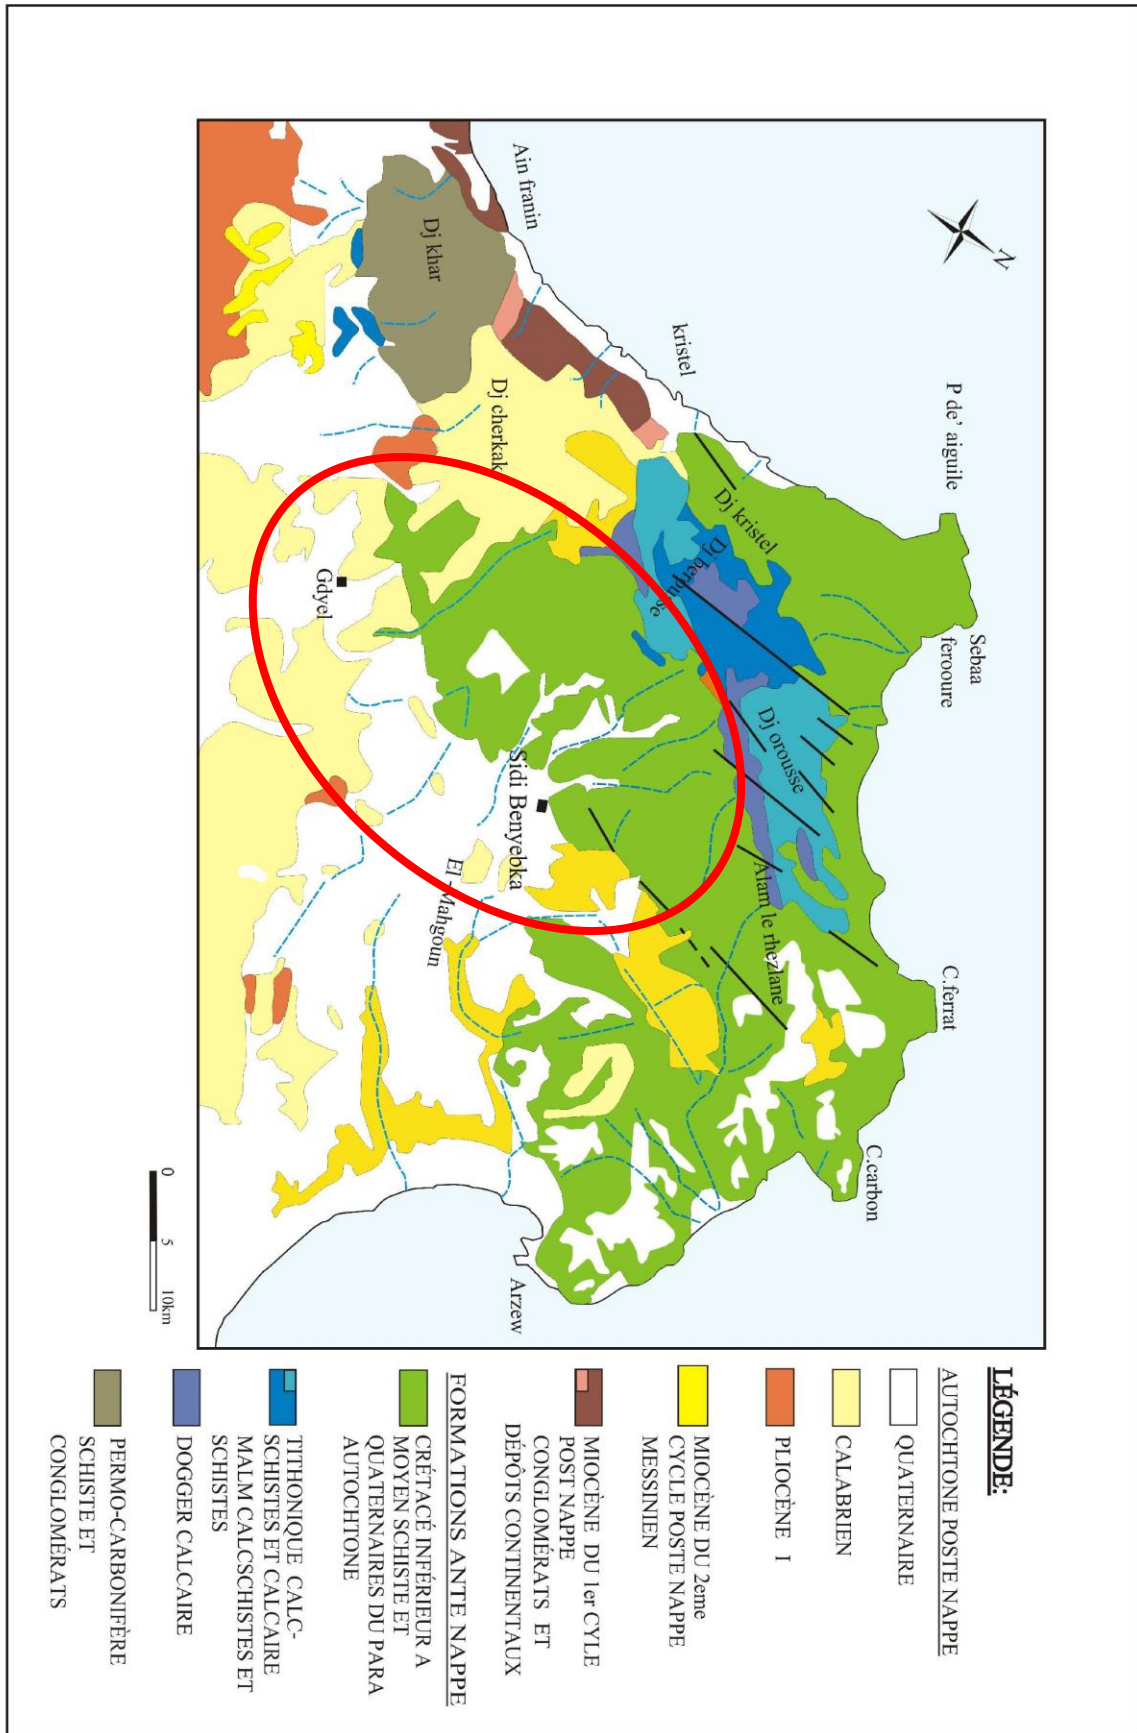 N
Ain franin
kristel
P de' aiguile
Sebaa
ferooure
C.ferrat
C.carbon
Arzew
Dj khar
Dj cherkak
Dj kristel
Dj orousse
Alam le rhezlane
Gdyel
Sidi Benyebka
El-Mahgoun
0
5
10km
LÉGENDE:
AUTOCHTONE POSTE NAPPE
QUATERNAIRE
CALABRIEN
PLIOCÈNE I
MIOCÈNE DU 2eme
CYCLE POSTE NAPPE
MESSINIEN
MIOCÈNE DU 1er CYLE
POST NAPPE
CONGLOMÉRATS ET
DÉPÔTS CONTINENTAUX
FORMATIONS ANTE NAPPE
CRÉTACÉ INFÉRIEUR A
MOYEN SCHISTE ET
QUATERNAIRES DU PARA
AUTOCHTONE
TITHONIQUE CALC-
SCHISTES ET CALCAIRE
MALM CALCSCHISTES ET
SCHISTES
DOGGER CALCAIRE
PERMO-CARBONIFÈRE
SCHISTE ET
CONGLOMÉRATS